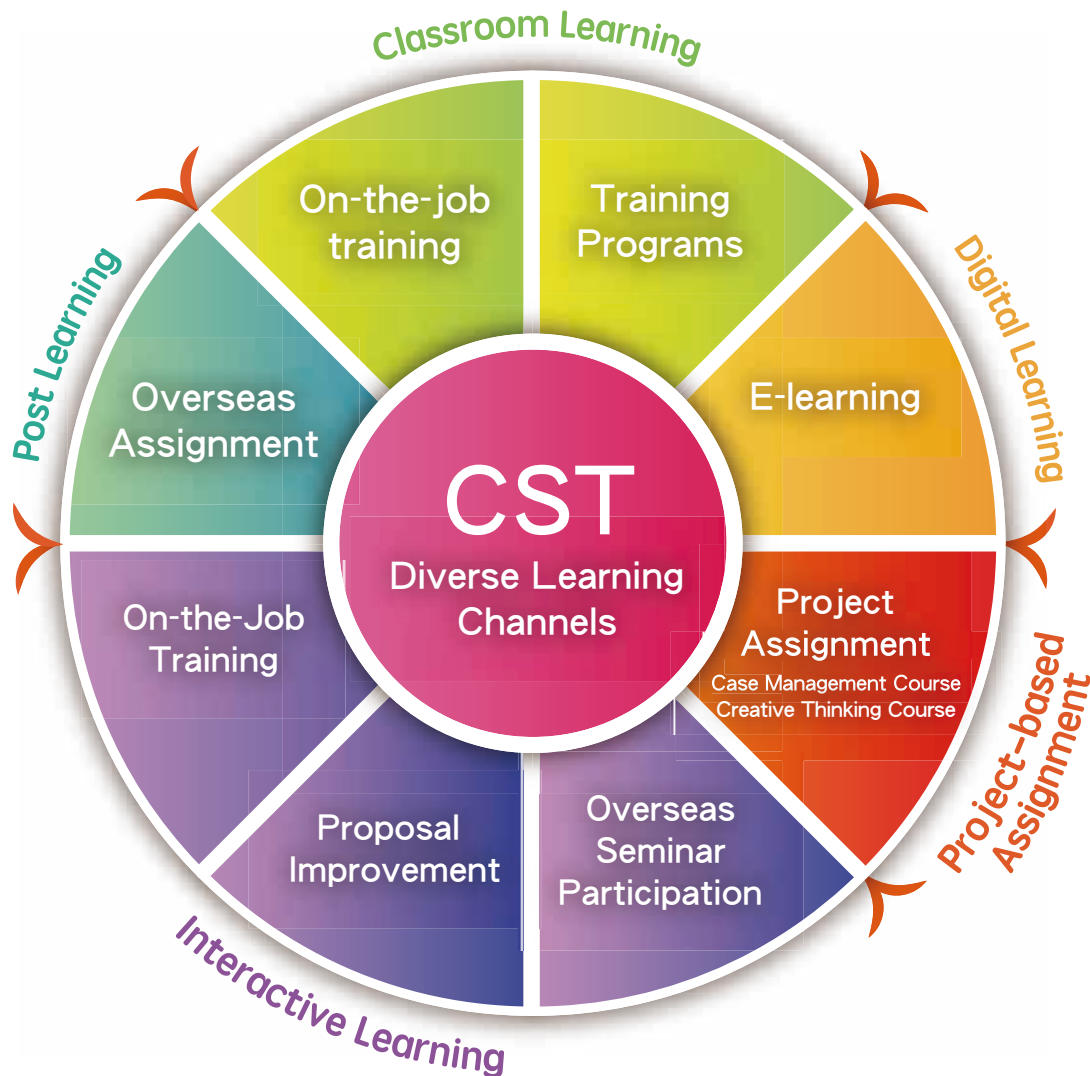 Classroom Learning
On-the-job
training
Training
Programs
Post Learning
Digital Learning
Overseas
Assignment
E-learning
CST
Diverse Learning
Channels
On-the-Job
Training
Project
Assignment
Case Management Course
Creative Thinking Course
Project-based
Assignment
Proposal
Improvement
Overseas
Seminar
Participation
Interactive Learning